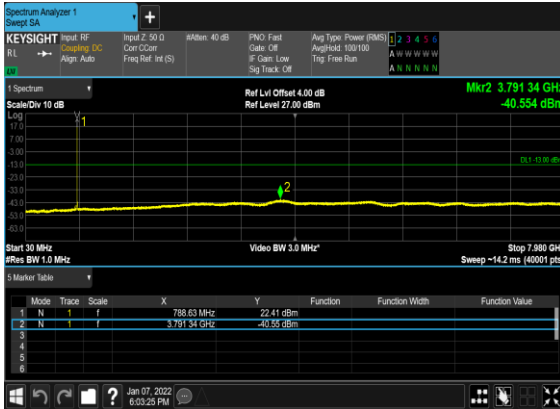 Spectrum Analyzer 1
Swept SA
+
KEYSIGHT Input: RF Input Z: 50 Ω #Atten: 40 dB PNO: Fast Avg Type: Power (RMS) 1 2 3 4 5 6
RL Coupling: DC Corr CCorr Gate: Off Avg|Hold: 100/100 A W W W W W
Align: Auto Freq Ref: Int (S) IF Gain: Low Trig: Free Run
Sig Track: Off A N N N N N
1 Spectrum
Ref Lvl Offset 4.00 dB Mkr2 3.791 34 GHz
Scale/Div 10 dB Ref Level 27.00 dBm -40.554 dBm
Log
17.0
7.00
-3.00
-13.0
-23.0
-33.0
-43.0
-53.0
-63.0
1
2
DL1 -13.00 dBm
Start 30 MHz Video BW 3.0 MHz* Stop 7.980 GH
#Res BW 1.0 MHz Sweep ~14.2 ms (40001 pts
5 Marker Table
Mode Trace Scale X Y Function Function Width Function Value
1 N 1 f 788.63 MHz 22.41 dBm
2 N 1 f 3.791 34 GHz -40.55 dBm
3
4
5
6
? Jan 07, 2022
6:03:25 PM